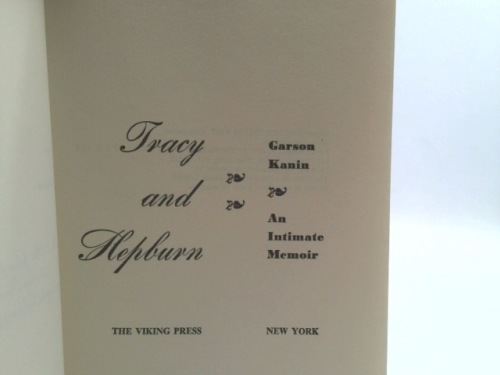 Tracy
and
Hepburn
Garson
Kanin
An
Intimate
Memoir
THE VIKING PRESS NEW YORK